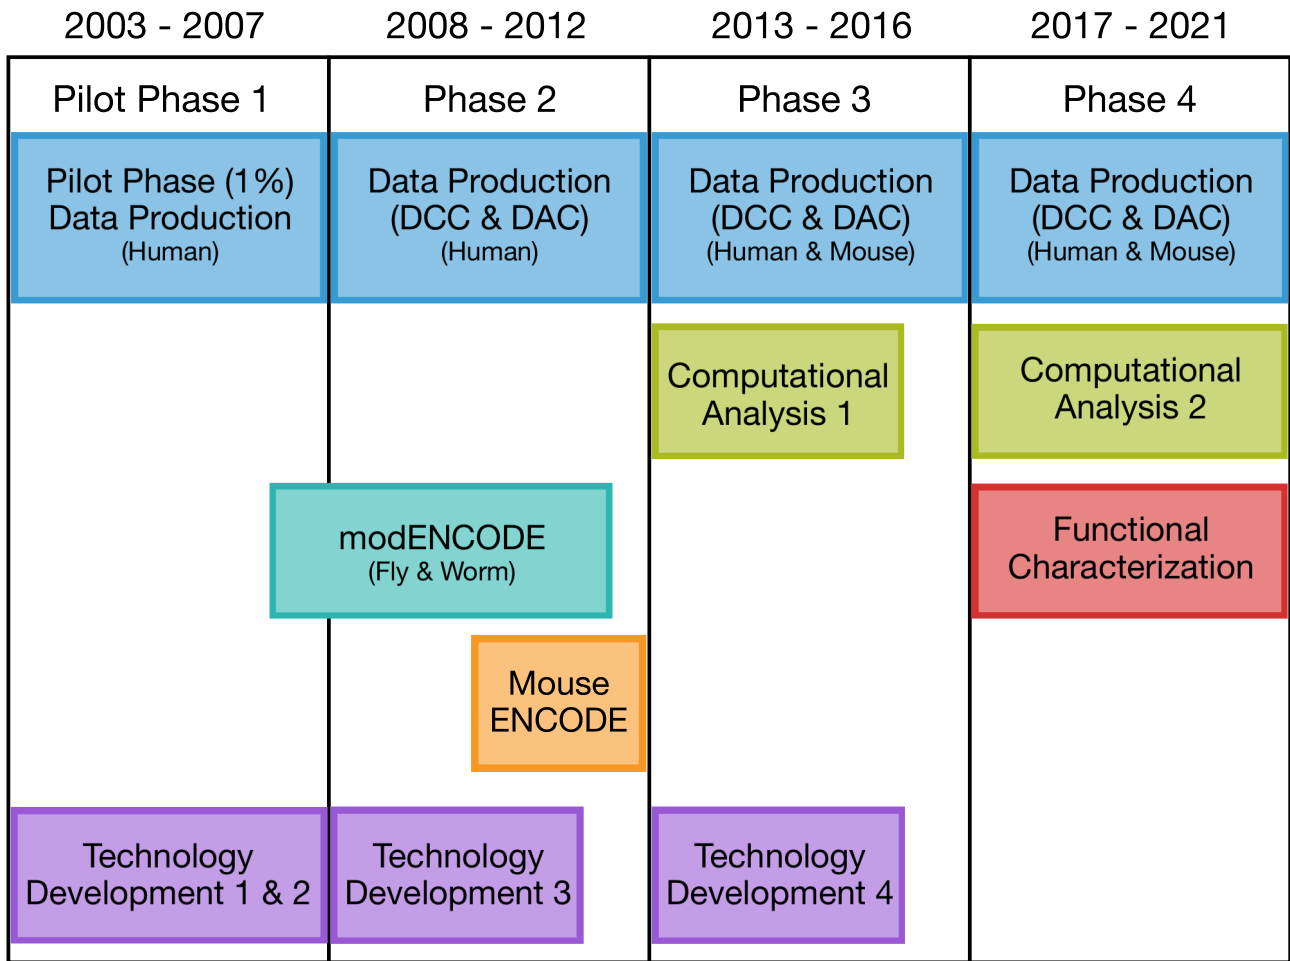 2003 - 2007
2008 - 2012
2013 - 2016
2017 - 2021
Pilot Phase 1
Phase 2
Phase 3
Phase 4
Pilot Phase (1%)
Data Production
(Human)
Data Production
(DCC & DAC)
(Human)
Data Production
(DCC & DAC)
(Human & Mouse)
Data Production
(DCC & DAC)
(Human & Mouse)
Computational
Analysis 1
Computational
Analysis 2
modENCODE
(Fly & Worm)
Functional
Characterization
Mouse
ENCODE
Technology
Development 1 & 2
Technology
Development 3
Technology
Development 4